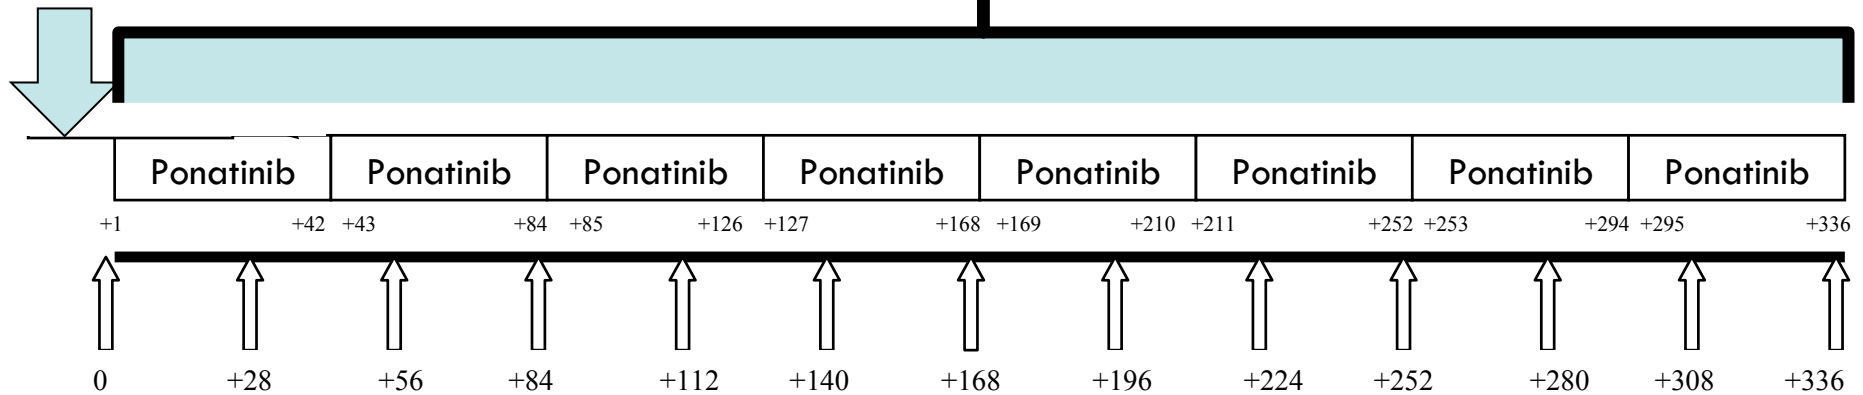 Ponatinib Ponatinib Ponatinib Ponatinib Ponatinib Ponatinib Ponatinib Ponatinib
+1 +42 +43 +84 +85 +126 +127 +168 +169 +210 +211 +252 +253 +294 +295 +336
0 +28 +56 +84 +112 +140 +168 +196 +224 +252 +280 +308 +336